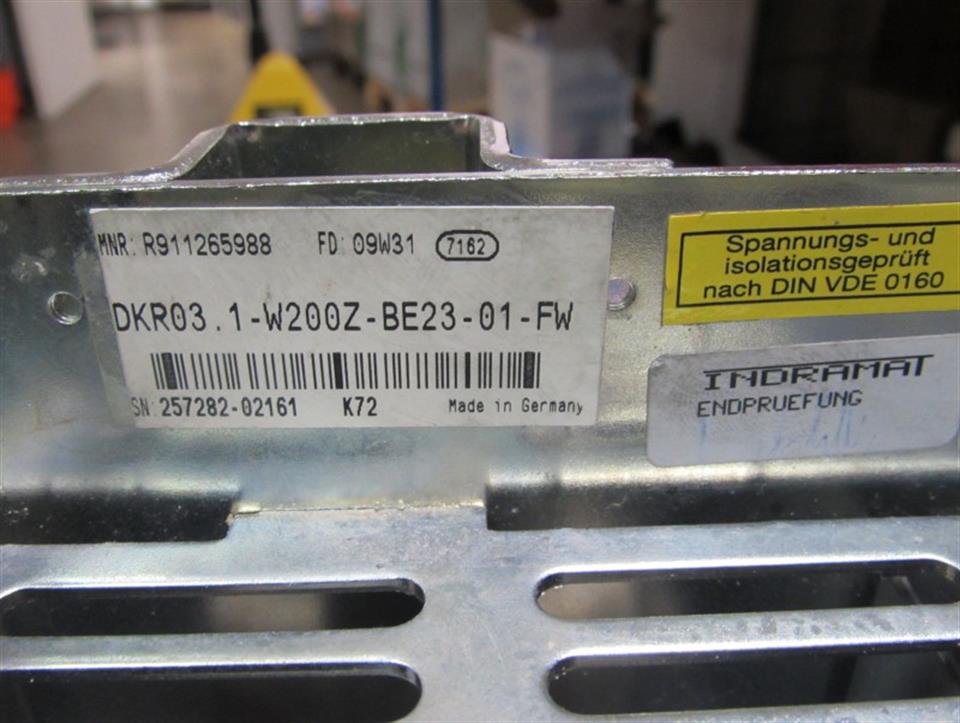 MNR: R911265988 FD: 09W31 7162
DKR03.1-W200Z-BE23-01-FW
SN: 257282-02161 K72 Made in Germany
Spannungs- und
isolationsgeprüft
nach DIN VDE 0160
INDRAMAT
ENDPRUEFUNG